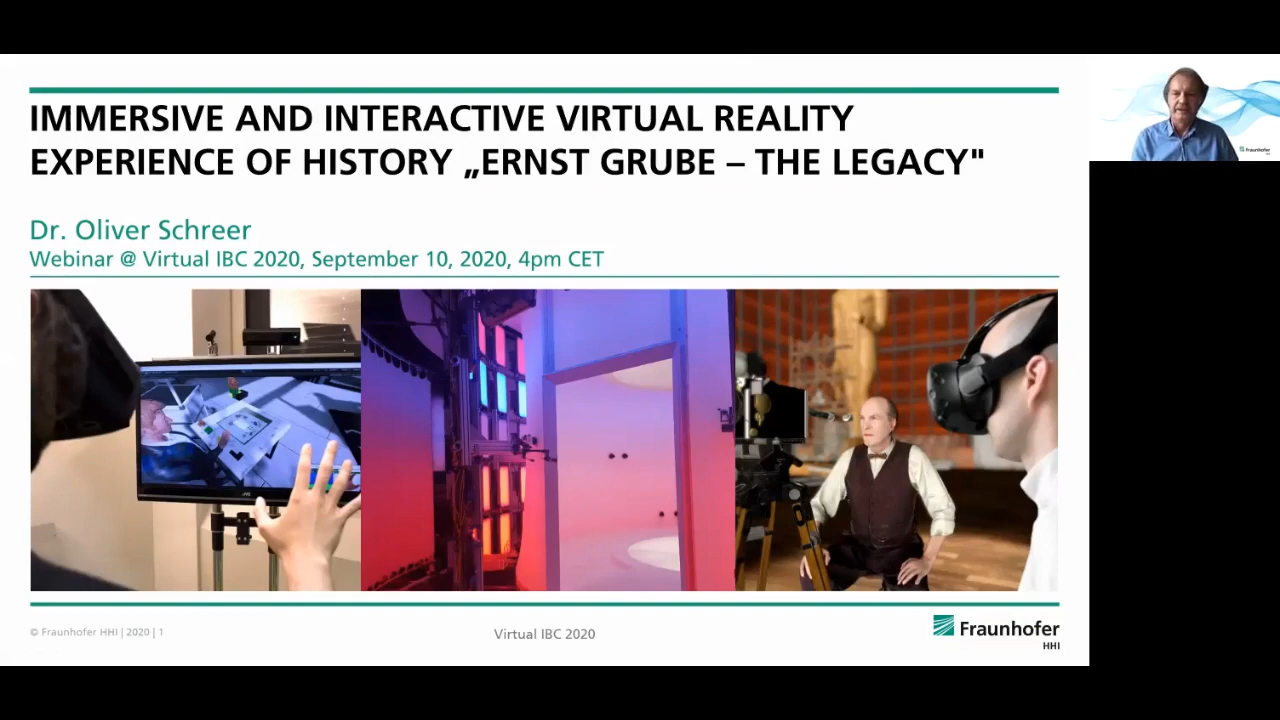 IMMERSIVE AND INTERACTIVE VIRTUAL REALITY
EXPERIENCE OF HISTORY „ERNST GRUBE – THE LEGACY"
Dr. Oliver Schreer
Webinar @ Virtual IBC 2020, September 10, 2020, 4pm CET
© Fraunhofer HHI | 2020 | 1
Virtual IBC 2020
Fraunhofer
HHI
Fraunhofer